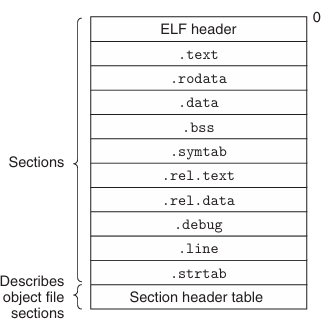 0
ELF header
.text
.rodata
.data
.bss
.symtab
Sections
.rel.text
.rel.data
.debug
.line
.strtab
Describes
object file
sections
Section header table